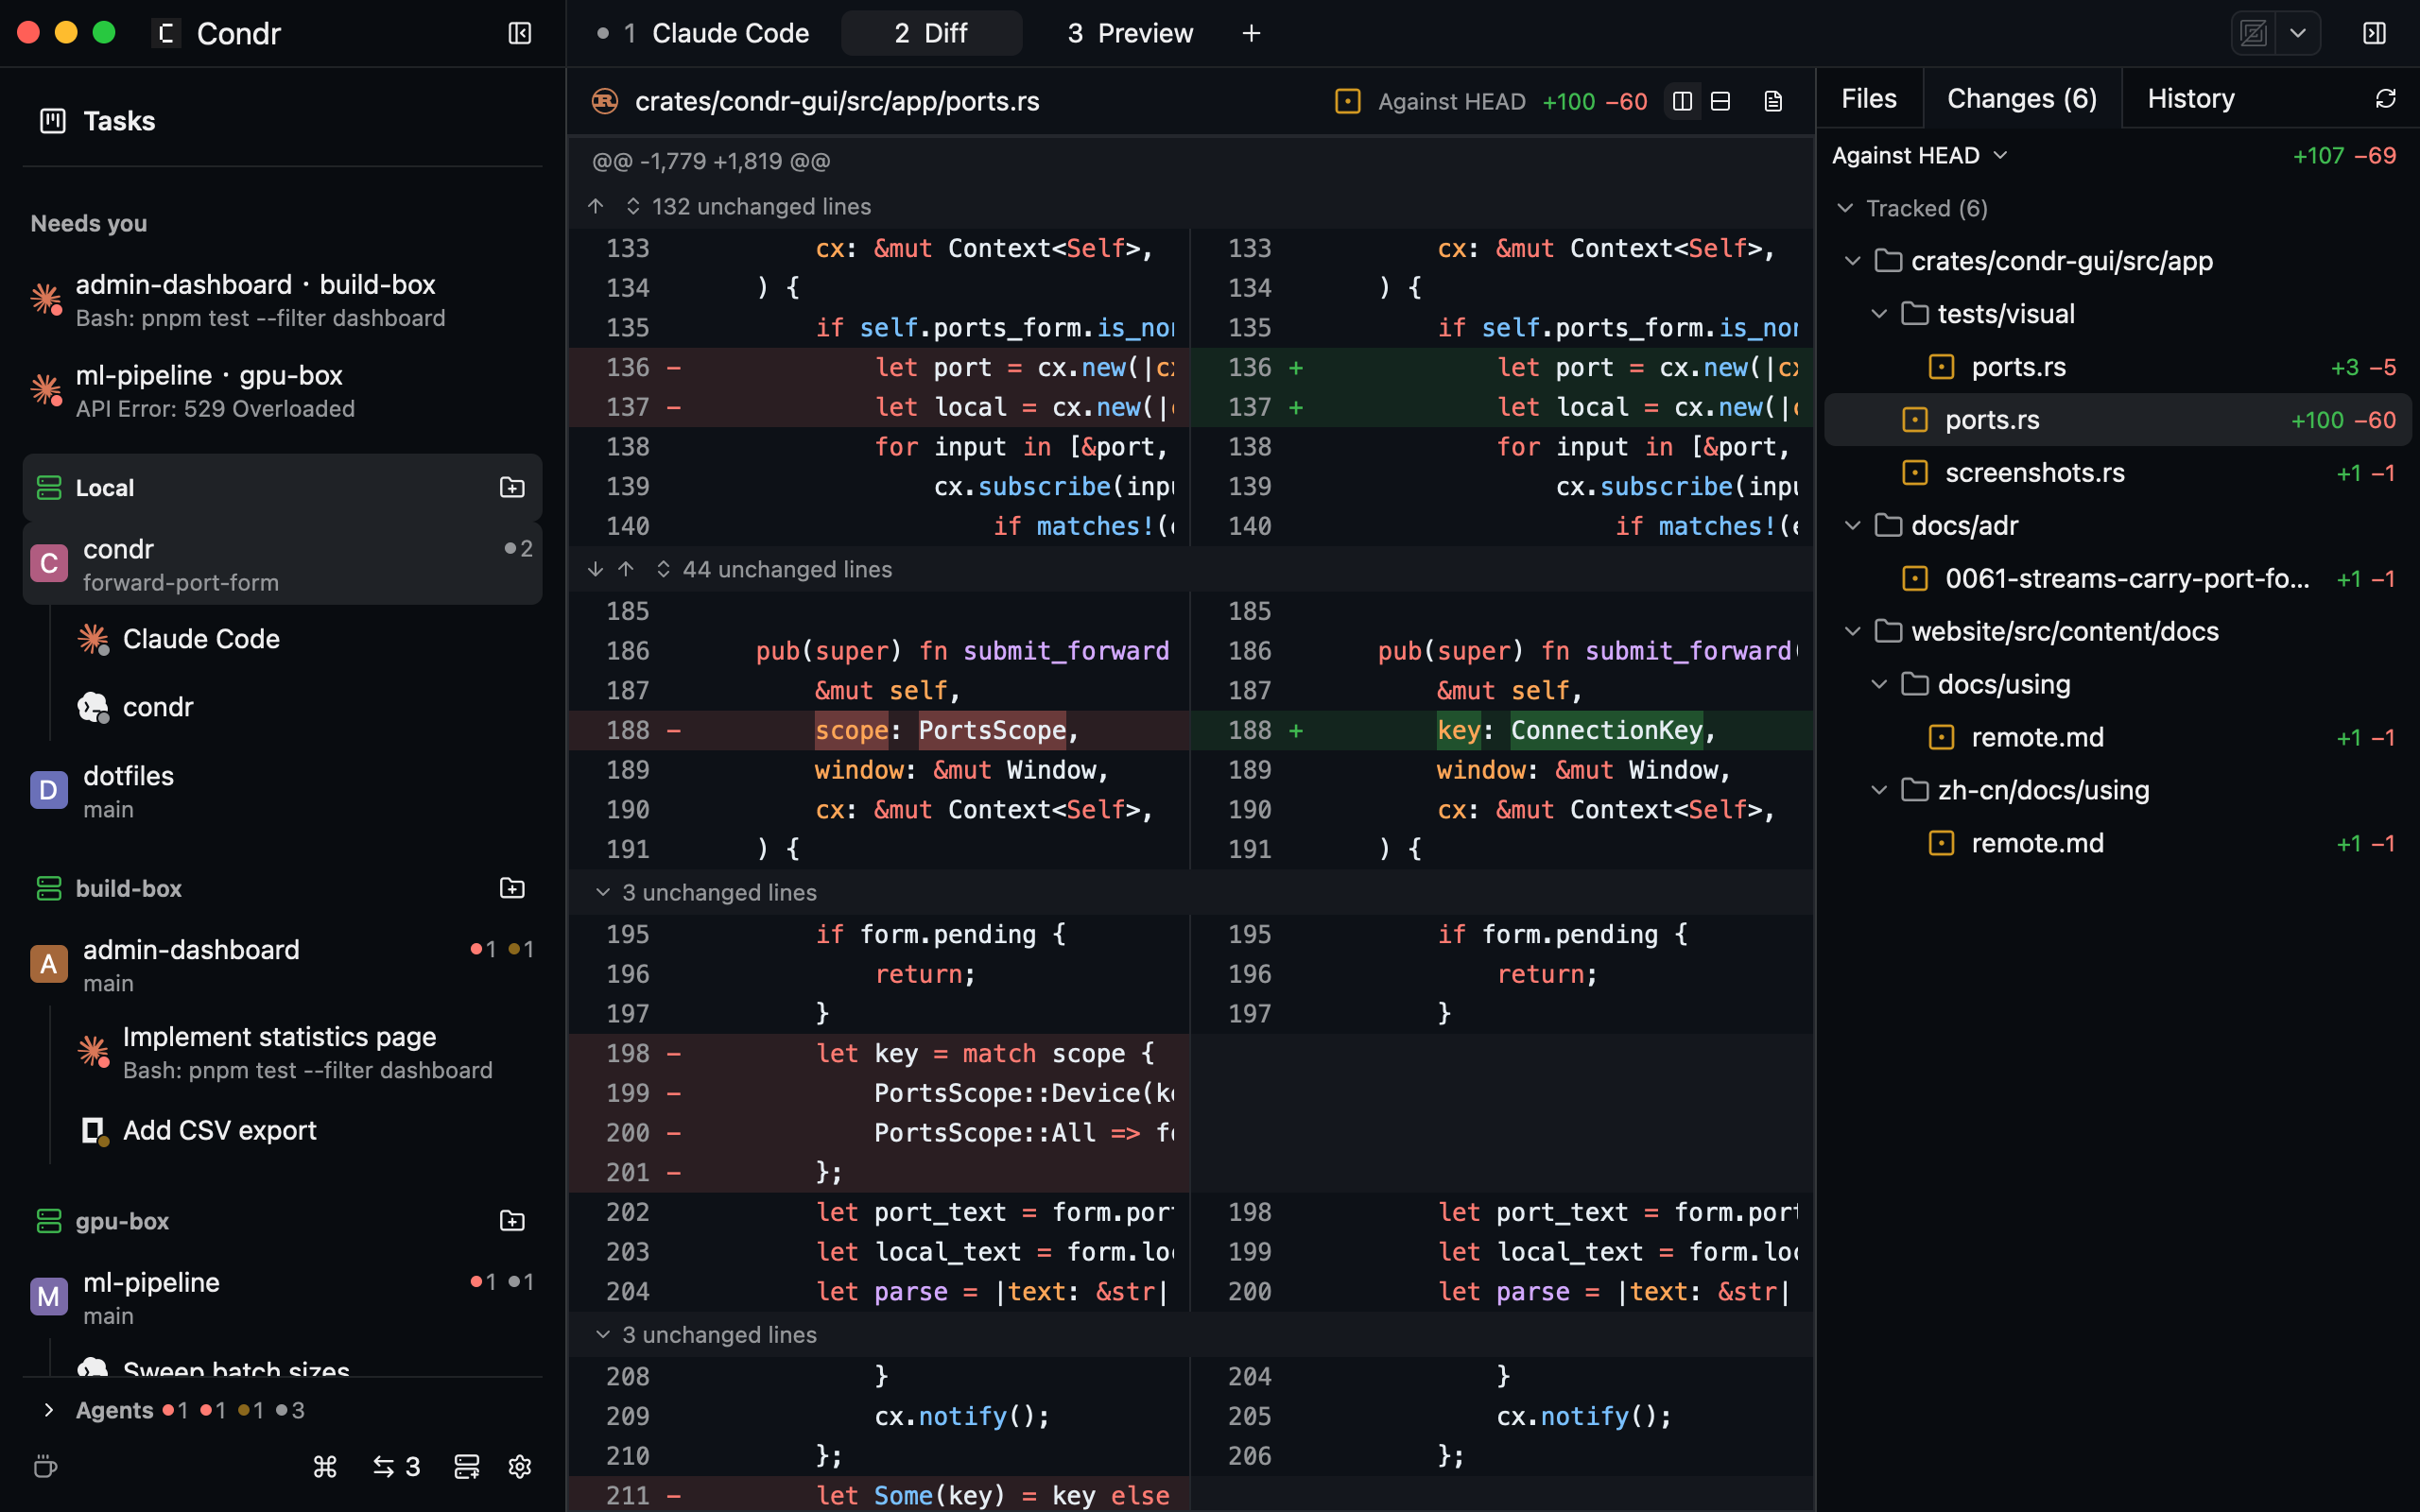 Condr
Tasks
Needs you
admin-dashboard · build-box
Bash: pnpm test --filter dashboard
ml-pipeline · gpu-box
API Error: 529 Overloaded
Local
C condr 2
forward-port-form
Claude Code
condr
D dotfiles
main
build-box
A admin-dashboard 1 1
main
Implement statistics page
Bash: pnpm test --filter dashboard
Add CSV export
gpu-box
M ml-pipeline 1 1
main
Sweep batch sizes
Agents 1 1 1 3
⌘ 3
1 Claude Code
2 Diff
3 Preview
+
crates/condr-gui/src/app/ports.rs
Against HEAD +100 −60
@@ -1,779 +1,819 @@
132 unchanged lines
133 cx: &mut Context<Self>, 133 cx: &mut Context<Self>,
134 ) { 134 ) {
135 if self.ports_form.is_non 135 if self.ports_form.is_non
136 − let port = cx.new(|cx 136 + let port = cx.new(|cx
137 − let local = cx.new(|c 137 + let local = cx.new(|c
138 for input in [&port, 138 for input in [&port,
139 cx.subscribe(inpu 139 cx.subscribe(inpu
140 if matches!(e 140 if matches!(e
44 unchanged lines
185 185
186 pub(super) fn submit_forward 186 pub(super) fn submit_forward(
187 &mut self, 187 &mut self,
188 − scope: PortsScope, 188 + key: ConnectionKey,
189 window: &mut Window, 189 window: &mut Window,
190 cx: &mut Context<Self>, 190 cx: &mut Context<Self>,
191 ) { 191 ) {
3 unchanged lines
195 if form.pending { 195 if form.pending {
196 return; 196 return;
197 } 197 }
198 − let key = match scope {
199 − PortsScope::Device(ke
200 − PortsScope::All => fo
201 − };
202 let port_text = form.port 198 let port_text = form.port
203 let local_text = form.loc 199 let local_text = form.loc
204 let parse = |text: &str| 200 let parse = |text: &str|
3 unchanged lines
208 } 204 }
209 cx.notify(); 205 cx.notify();
210 }; 206 };
211 − let Some(key) = key else
Files
Changes (6)
History
Against HEAD +107 −69
Tracked (6)
crates/condr-gui/src/app
tests/visual
ports.rs +3 −5
ports.rs +100 −60
screenshots.rs +1 −1
docs/adr
0061-streams-carry-port-fo... +1 −1
website/src/content/docs
docs/using
remote.md +1 −1
zh-cn/docs/using
remote.md +1 −1